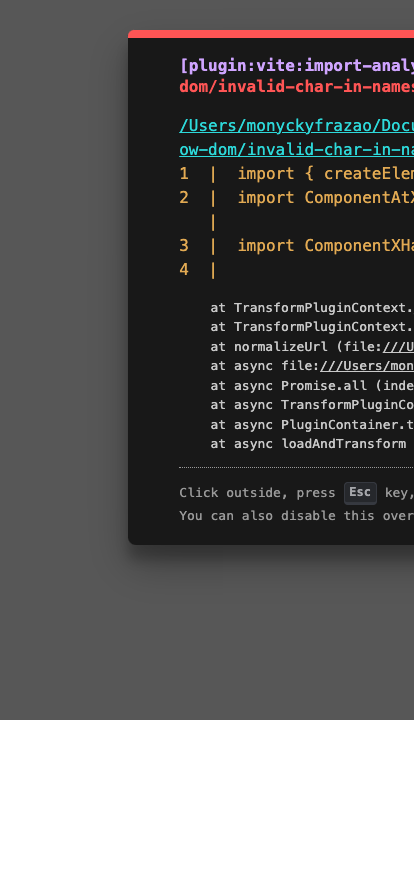 [plugin:vite:import-analy
dom/invalid-char-in-names
/Users/monyckyfrazao/Docu
ow-dom/invalid-char-in-na
1  |  import { createElem
2  |  import ComponentAtX
   |
3  |  import ComponentXHa
4  |
at TransformPluginContext.
at TransformPluginContext.
at normalizeUrl (file:///U
at async file:///Users/mon
at async Promise.all (inde
at async TransformPluginCo
at async PluginContainer.t
at async loadAndTransform
Click outside, press Esc key,
You can also disable this over